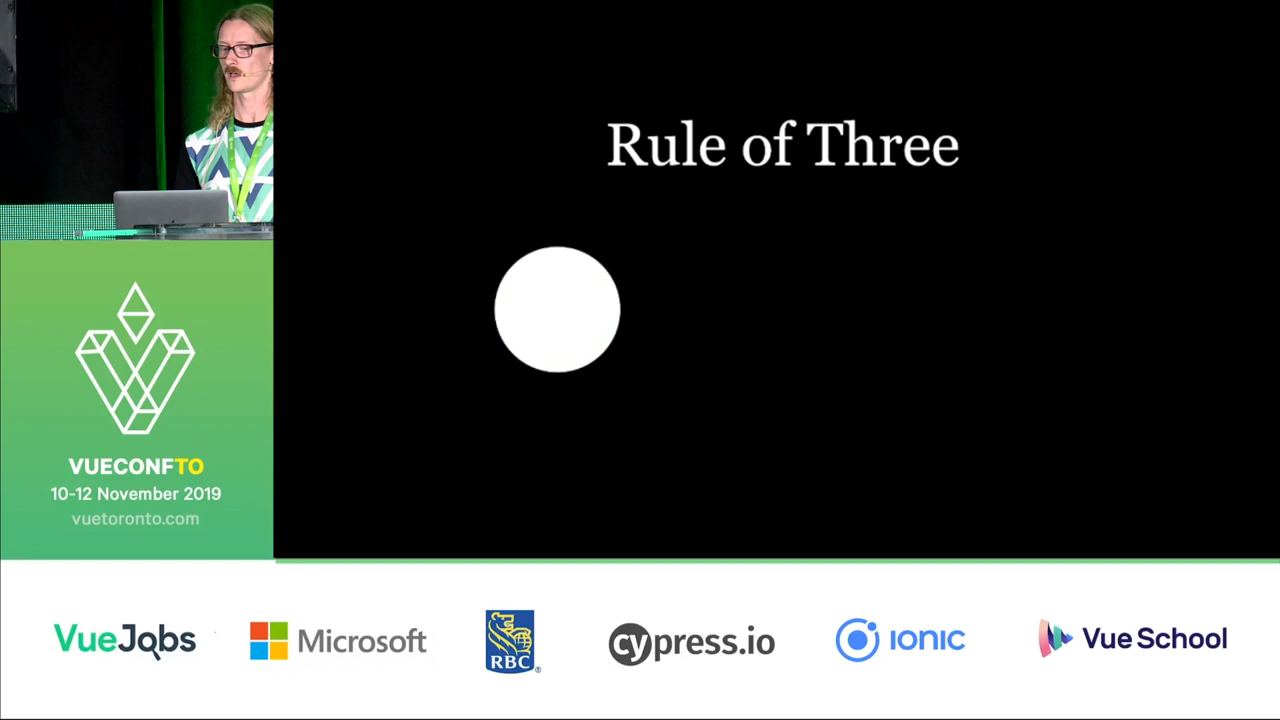 Rule of Three
VUECONFTO
10-12 November 2019
vuetoronto.com
VueJobs
Microsoft
RBC
®
cypress.io
IONIC
Vue School